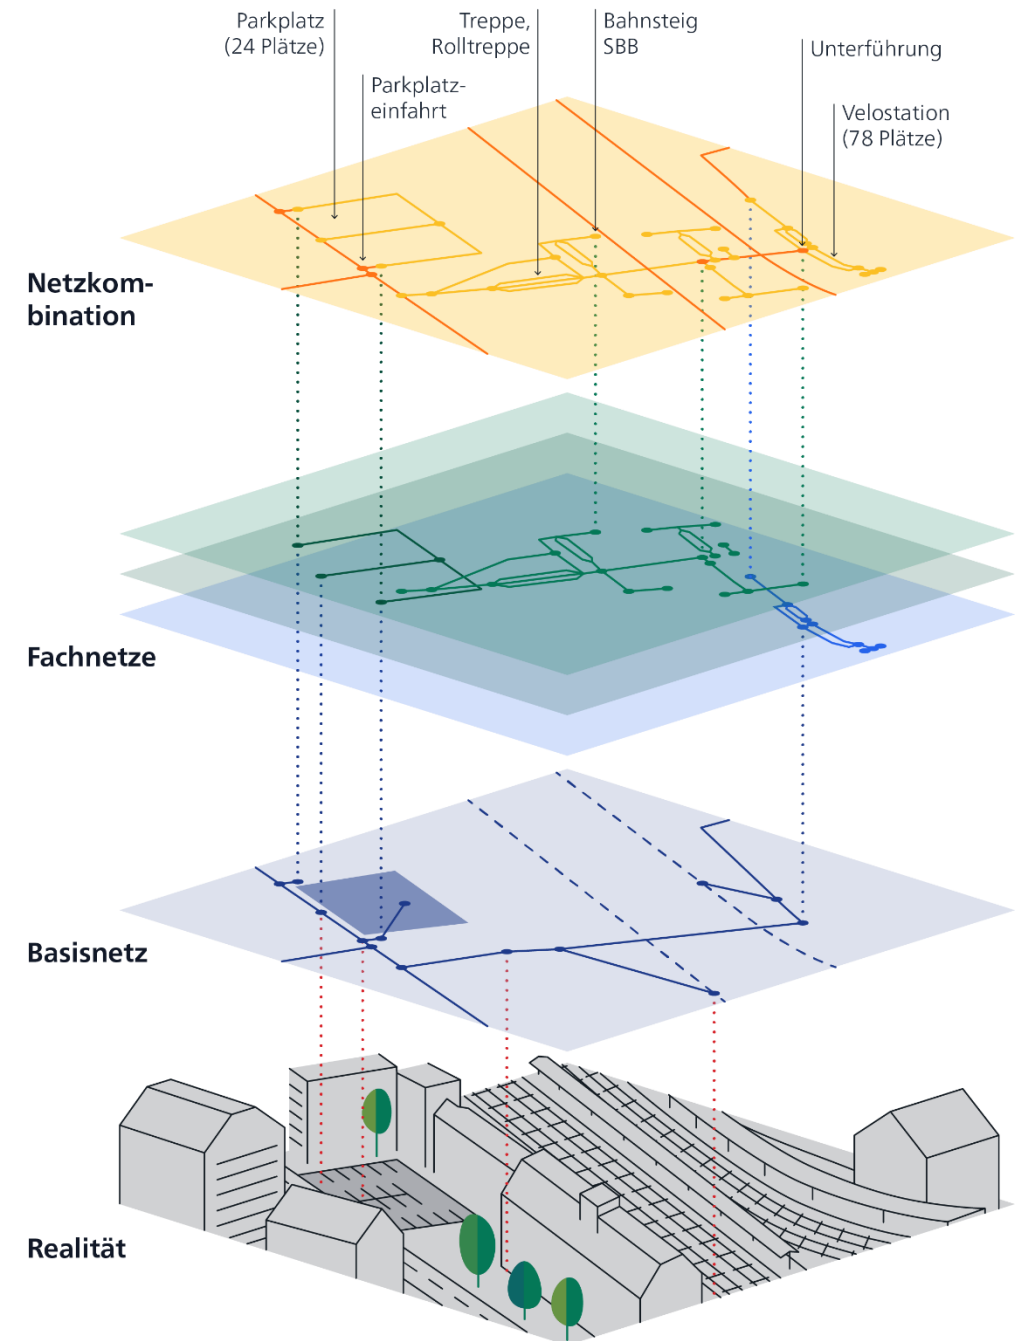 Parkplatz
(24 Plätze)
Treppe,
Rolltreppe
Bahnsteig
SBB
Unterführung
Parkplatz-
einfahrt
Velostation
(78 Plätze)
Netzkom-
bination
Fachnetze
Basisnetz
Realität